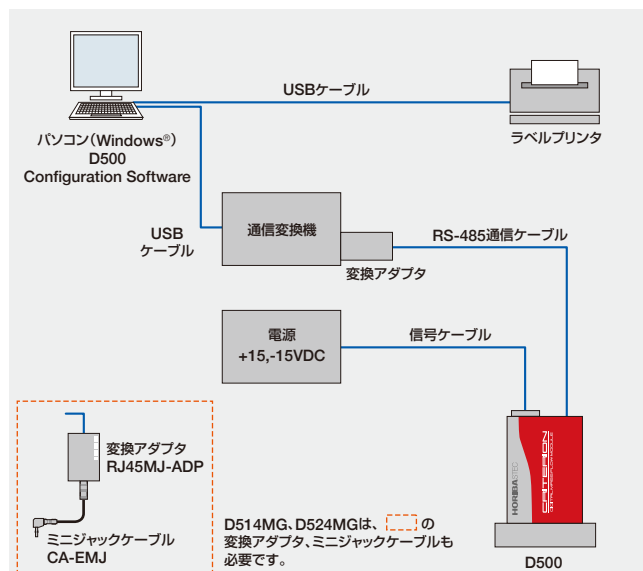 USBケーブル
パソコン(Windows®)
D500
Configuration Software
ラベルプリンタ
USB
ケーブル
通信変換機
変換アダプタ
RS-485通信ケーブル
電源
+15,-15VDC
信号ケーブル
変換アダプタ
RJ45MJ-ADP
ミニジャックケーブル
CA-EMJ
D514MG、D524MGは、 の
変換アダプタ、ミニジャックケーブルも
必要です。
HORIBASTEC
CRITERION
D500